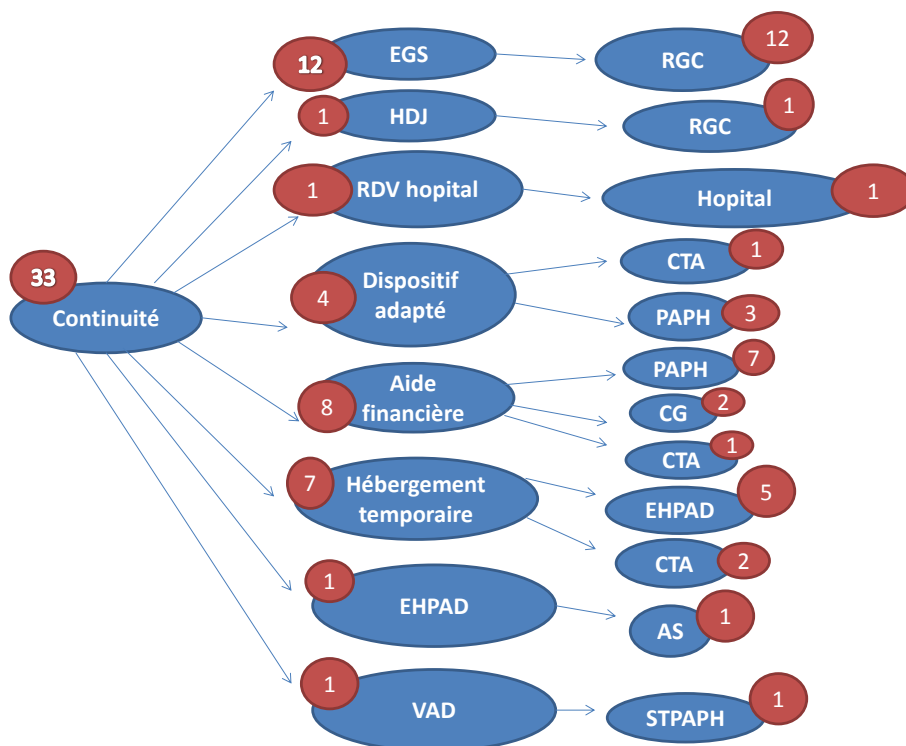 33
Continuité
12
EGS
RGC
12
1
HDJ
RGC
1
1
RDV hopital
Hopital
1
4
Dispositif
adapté
CTA
1
PAPH
3
8
Aide
financière
PAPH
7
CG
2
CTA
1
7
Hébergement
temporaire
EHPAD
5
CTA
2
1
EHPAD
AS
1
1
VAD
STPAPH
1